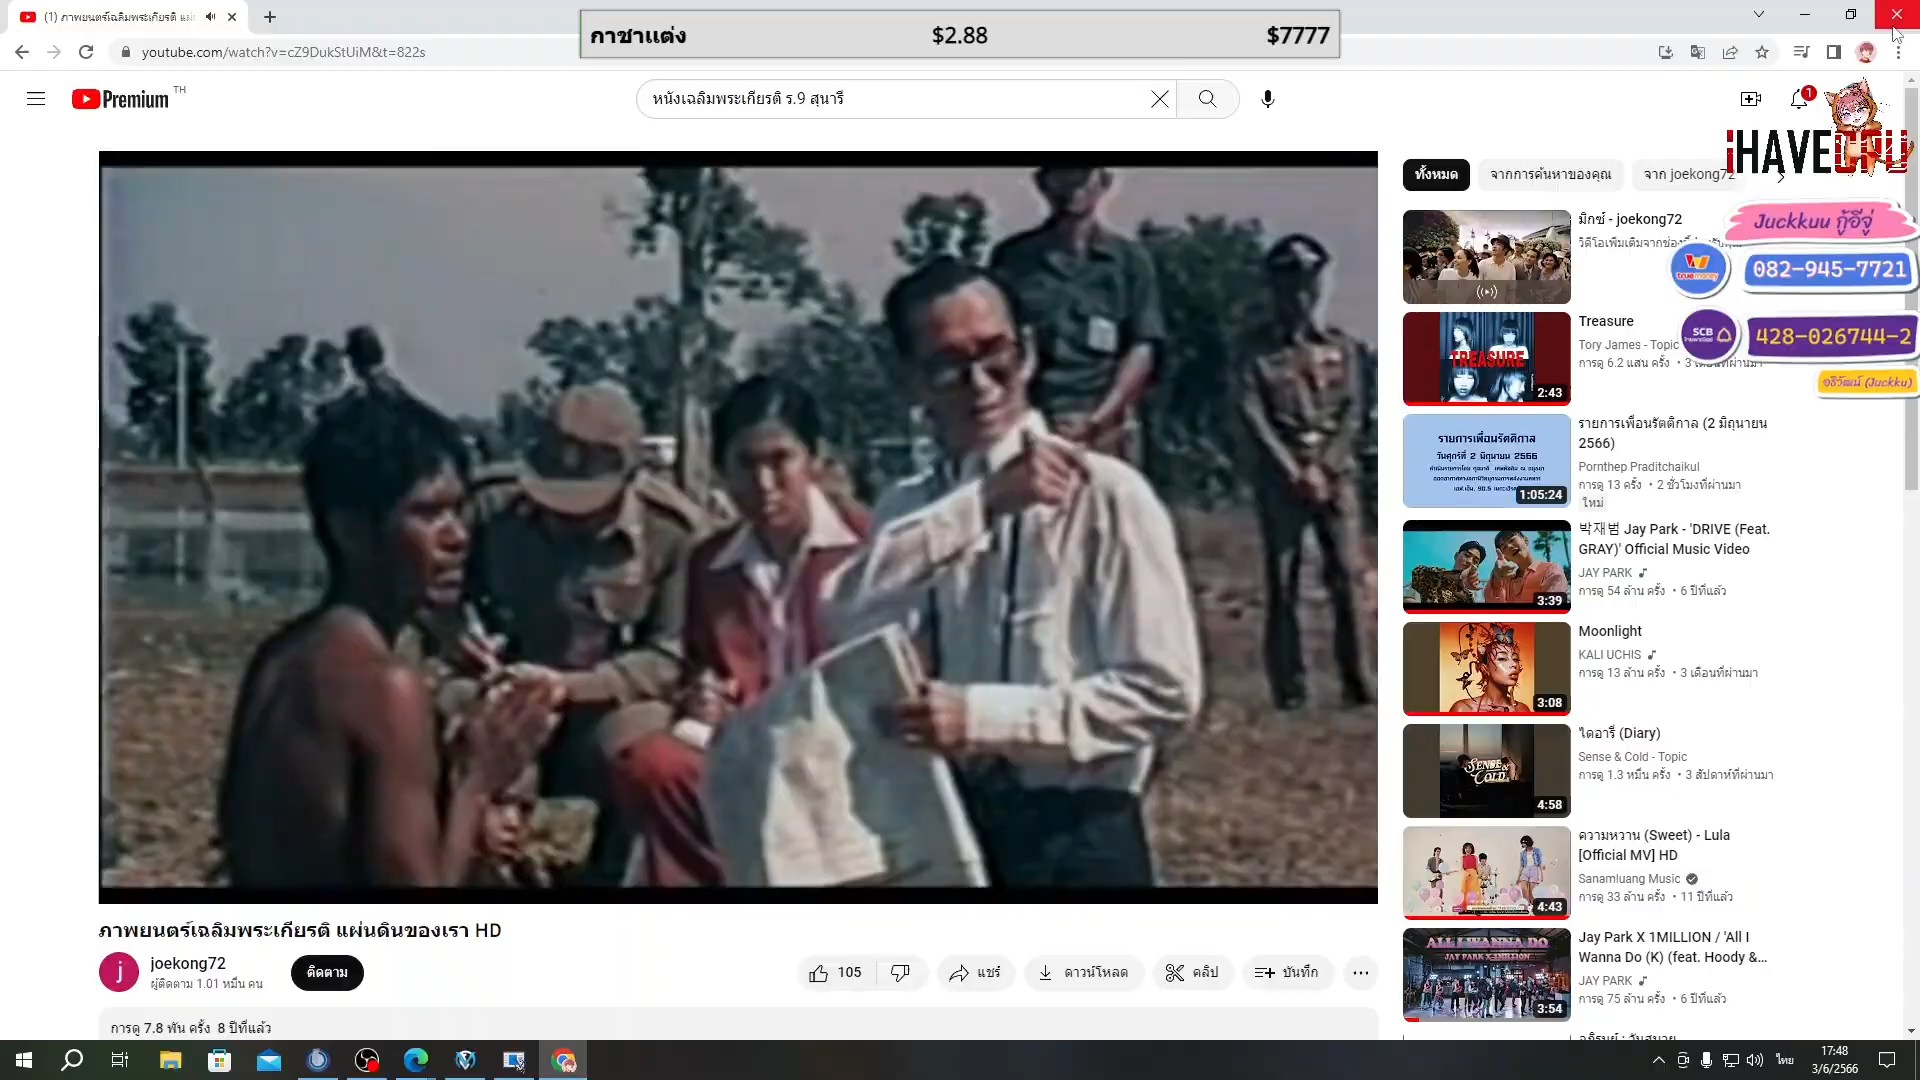 (1) ภาพยนตร์เฉลิมพระเกียรติ แผ่
กาชาแต่ง $2.88 $7777
youtube.com/watch?v=cZ9DukStUiM&t=822s
Premium TH
หนังเฉลิมพระเกียรติ ร.9 สุนารี
1
iHAVECPU
ทั้งหมด จากการค้นหาของคุณ จาก joekong72
Juckkuu กู้อีจู่
มิกซ์ - joekong72
truemoney
082-945-7721
TREASURE
2:43
Treasure
Tory James - Topic
การดู 6.2 แสน ครั้ง
SCB
428-026744-2
อธิวัฒน์ (Juckku)
รายการเพื่อนรัตติกาล
วันศุกร์ที่ 2 มิถุนายน 2566
1:05:24
รายการเพื่อนรัตติกาล (2 มิถุนายน
2566)
Pornthep Praditchaikul
การดู 13 ครั้ง • 2 ชั่วโมงที่ผ่านมา
ใหม่
3:39
박재범 Jay Park - 'DRIVE (Feat.
GRAY)' Official Music Video
JAY PARK
การดู 54 ล้าน ครั้ง • 6 ปีที่แล้ว
3:08
Moonlight
KALI UCHIS
การดู 13 ล้าน ครั้ง • 3 เดือนที่ผ่านมา
SENSE & COLD
4:58
ไดอารี่ (Diary)
Sense & Cold - Topic
การดู 1.3 หมื่น ครั้ง • 3 สัปดาห์ที่ผ่านมา
4:43
ความหวาน (Sweet) - Lula
[Official MV] HD
Sanamluang Music
การดู 33 ล้าน ครั้ง • 11 ปีที่แล้ว
ALL I WANNA DO
JAY PARK X 1MILLION
3:54
Jay Park X 1MILLION / 'All I
Wanna Do (K) (feat. Hoody &...
JAY PARK
การดู 75 ล้าน ครั้ง • 6 ปีที่แล้ว
ภาพยนตร์เฉลิมพระเกียรติ แผ่นดินของเรา HD
j
joekong72
ผู้ติดตาม 1.01 หมื่น คน
ติดตาม
105 แชร์ ดาวน์โหลด คลิป บันทึก
การดู 7.8 พัน ครั้ง 8 ปีที่แล้ว
ไทย
17:48
3/6/2566